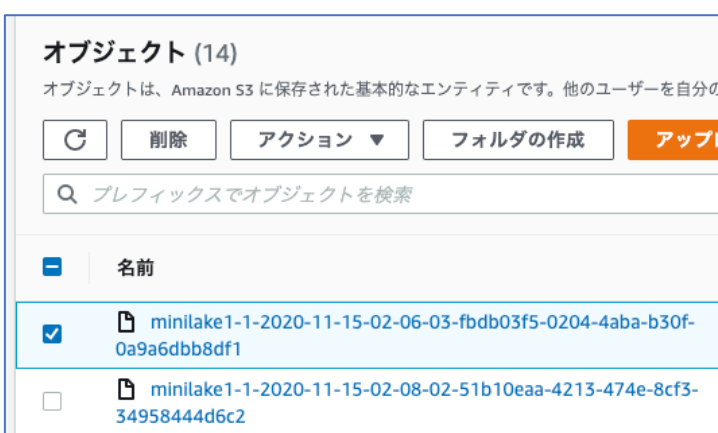 オブジェクト (14)
オブジェクトは、Amazon S3 に保存された基本的なエンティティです。他のユーザーを自分の
削除 アクション ▼ フォルダの作成 アップ
プレフィックスでオブジェクトを検索
名前
minilake1-1-2020-11-15-02-06-03-fbdb03f5-0204-4aba-b30f-
0a9a6dbb8df1
minilake1-1-2020-11-15-02-08-02-51b10eaa-4213-474e-8cf3-
34958444d6c2